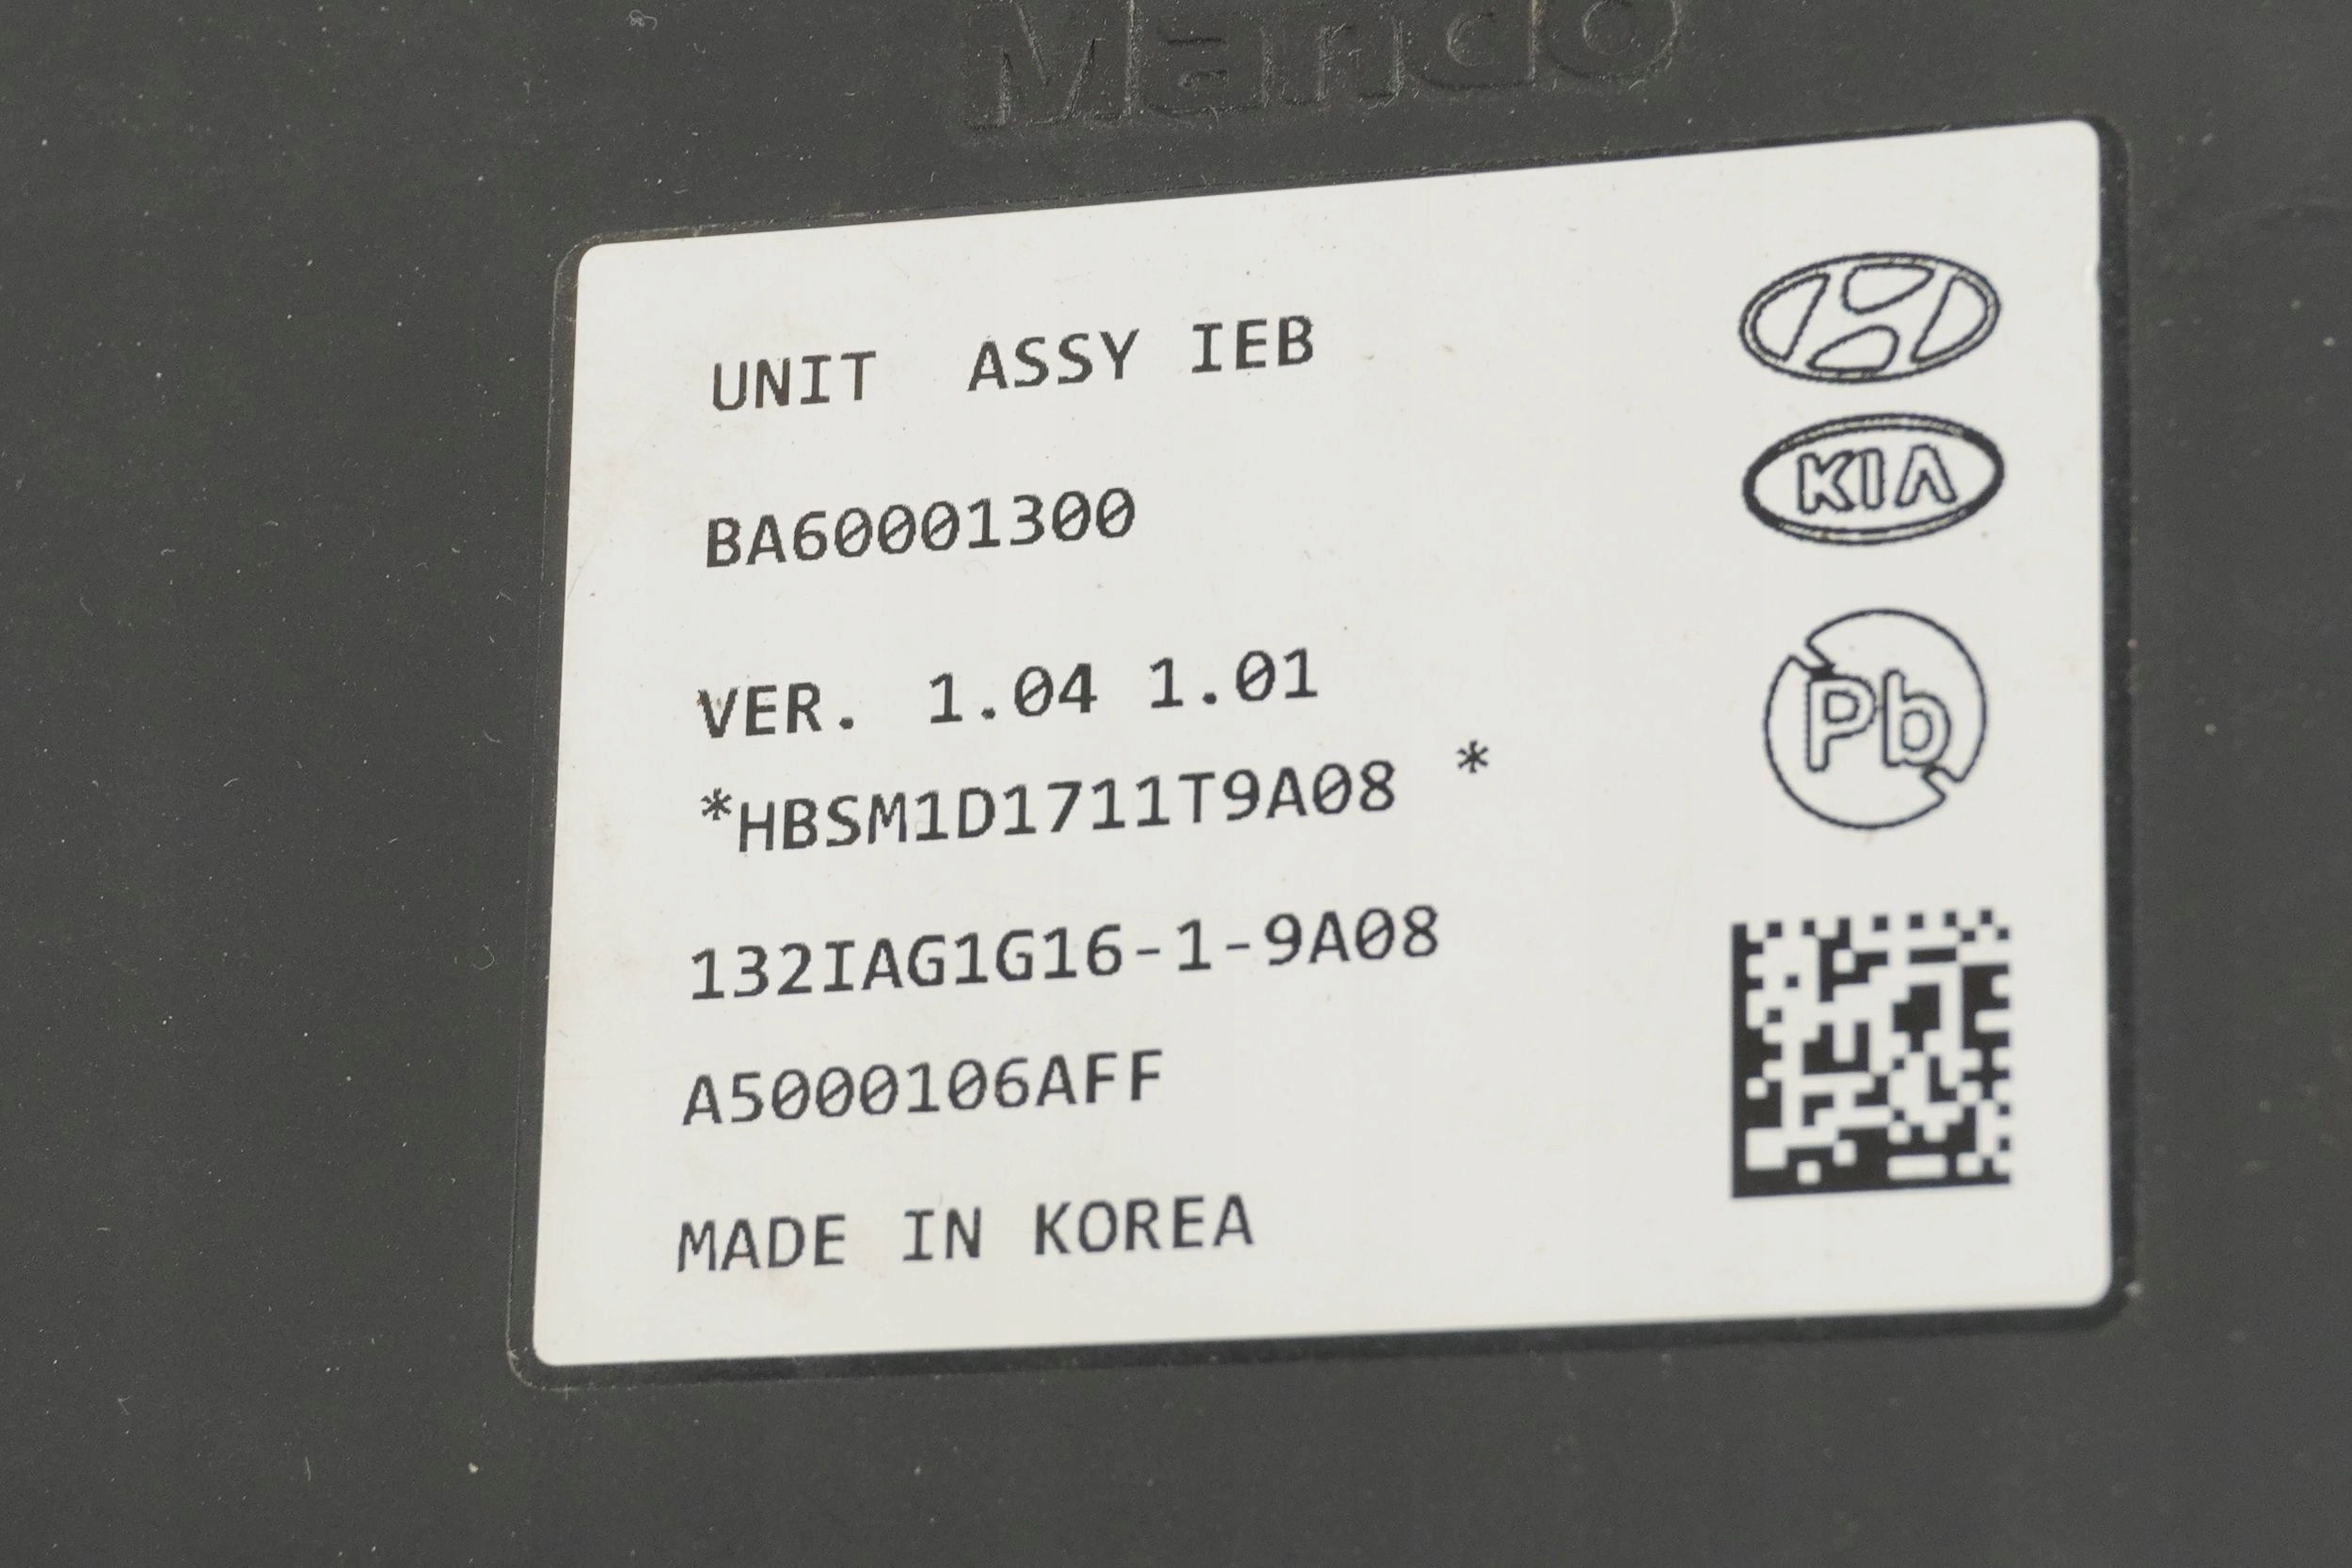 Mando
UNIT ASSY IEB
BA60001300
VER. 1.04 1.01
*HBSM1D1711T9A08 *
132IAG1G16-1-9A08
A5000106AFF
MADE IN KOREA
KIA
Pb